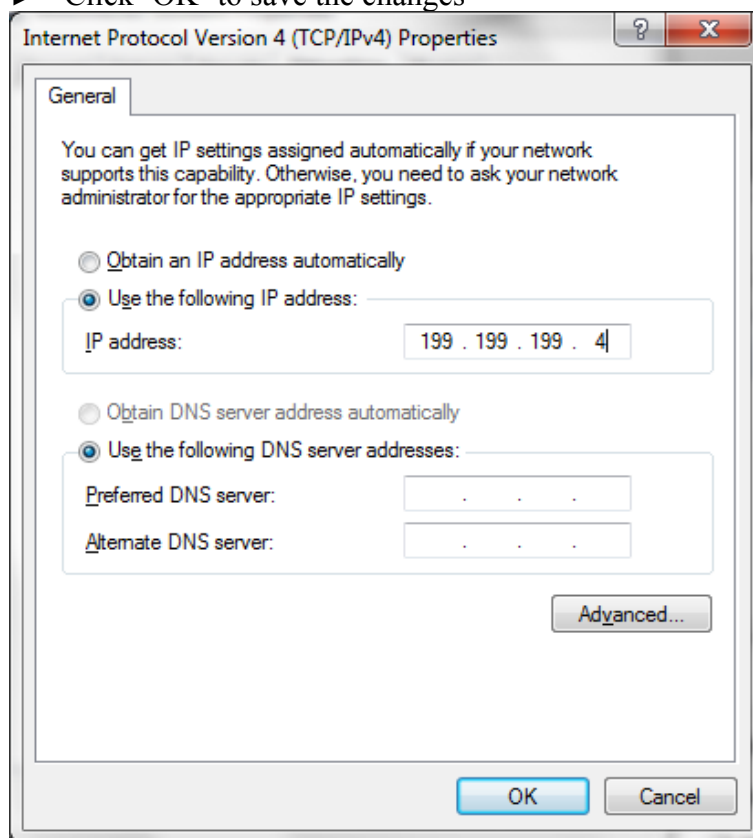 ► Click "OK" to save the changes
Internet Protocol Version 4 (TCP/IPv4) Properties ? X
General
You can get IP settings assigned automatically if your network
supports this capability. Otherwise, you need to ask your network
administrator for the appropriate IP settings.
Obtain an IP address automatically
Use the following IP address:
IP address: 199 . 199 . 199 . 4
Obtain DNS server address automatically
Use the following DNS server addresses:
Preferred DNS server: . . .
Alternate DNS server: . . .
Advanced...
OK Cancel